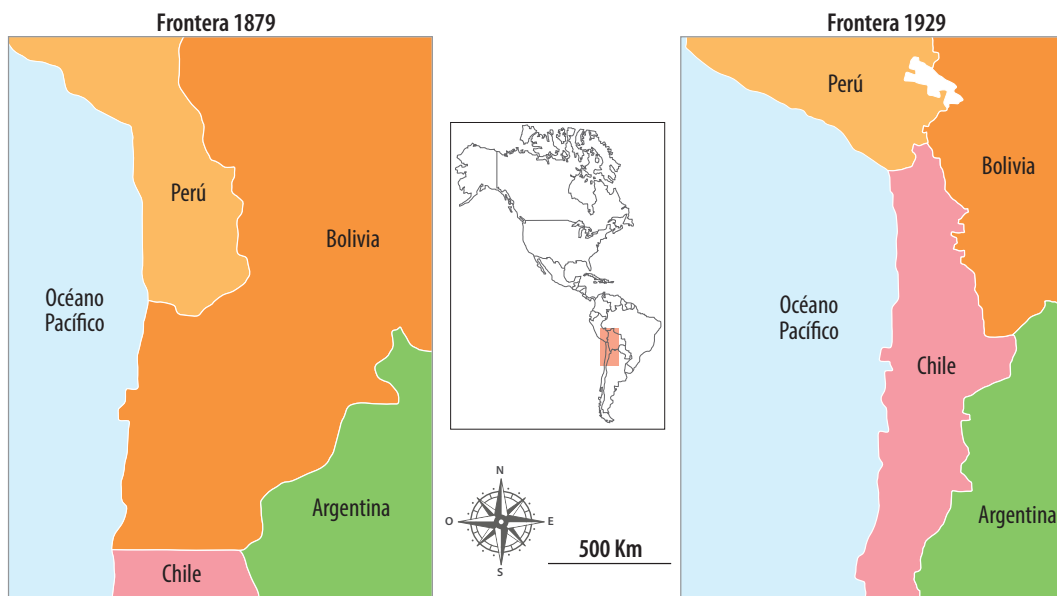 Frontera 1879
Perú
Bolivia
Océano
Pacífico
Argentina
Chile
N
O
E
S
500 Km
Frontera 1929
Perú
Bolivia
Océano
Pacífico
Chile
Argentina